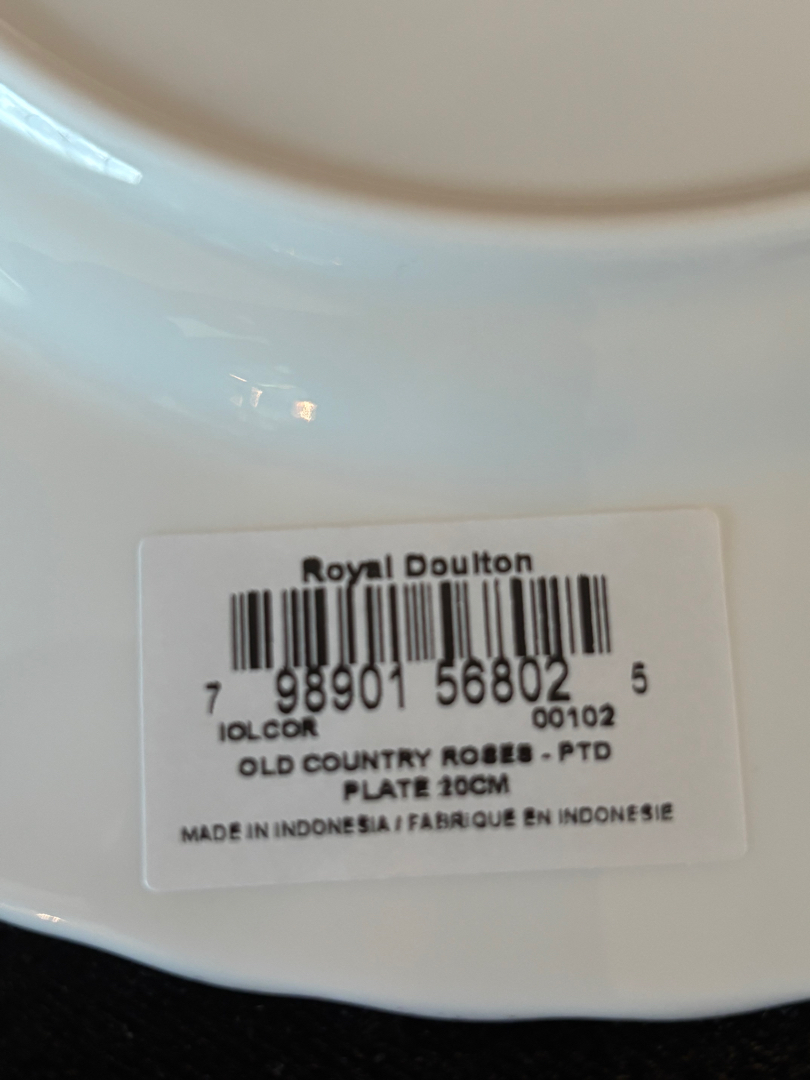 Royal Doulton
7 98901 56802 5
IOLCOR 00102
OLD COUNTRY ROSES - PTD
PLATE 20CM
MADE IN INDONESIA / FABRIQUE EN INDONESIE